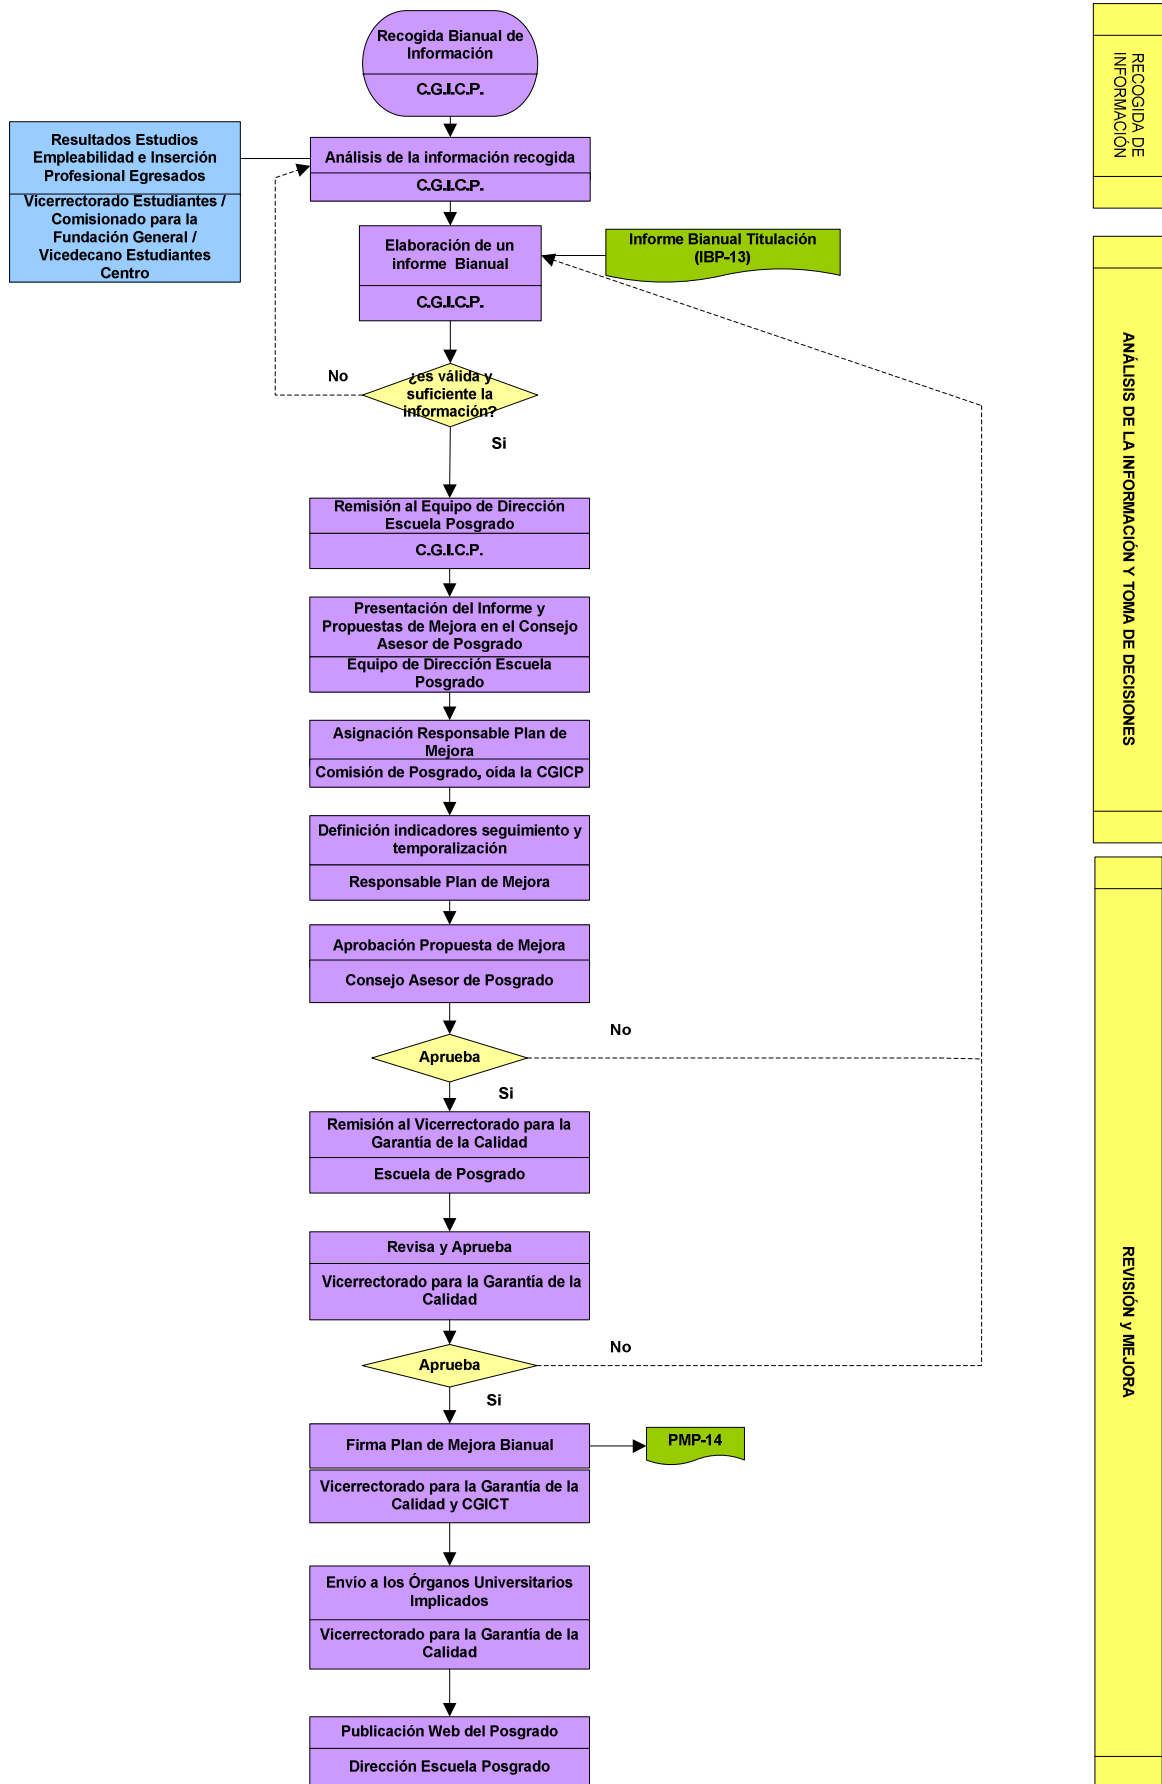 Recogida Bianual de
Información
C.G.I.C.P.
RECOGIDA DE
INFORMACIÓN
Resultados Estudios
Empleabilidad e Inserción
Profesional Egresados
Vicerrectorado Estudiantes /
Comisionado para la
Fundación General /
Vicedecano Estudiantes
Centro
Análisis de la información recogida
C.G.I.C.P.
Elaboración de un
informe Bianual
C.G.I.C.P.
Informe Bianual Titulación
(IBP-13)
No
¿es válida y
suficiente la
información?
Si
ANÁLISIS DE LA INFORMACIÓN Y TOMA DE DECISIONES
Remisión al Equipo de Dirección
Escuela Posgrado
C.G.I.C.P.
Presentación del Informe y
Propuestas de Mejora en el Consejo
Asesor de Posgrado
Equipo de Dirección Escuela
Posgrado
Asignación Responsable Plan de
Mejora
Comisión de Posgrado, oída la CGICP
Definición indicadores seguimiento y
temporalización
Responsable Plan de Mejora
Aprobación Propuesta de Mejora
Consejo Asesor de Posgrado
No
Aprueba
Si
Remisión al Vicerrectorado para la
Garantía de la Calidad
Escuela de Posgrado
Revisa y Aprueba
Vicerrectorado para la Garantía de la
Calidad
REVISIÓN y MEJORA
No
Aprueba
Si
Firma Plan de Mejora Bianual
PMP-14
Vicerrectorado para la Garantía de la
Calidad y CGICT
Envío a los Órganos Universitarios
Implicados
Vicerrectorado para la Garantía de la
Calidad
Publicación Web del Posgrado
Dirección Escuela Posgrado